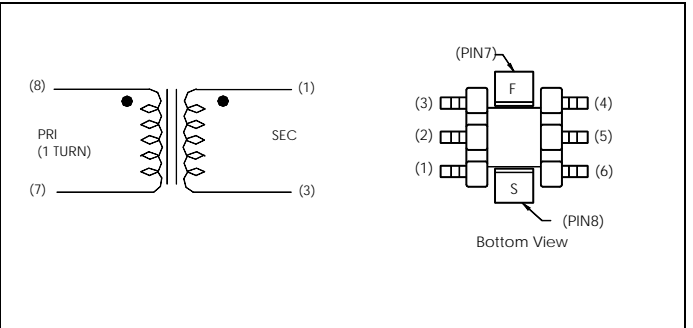 (8)
(1)
PRI
(1 TURN)
SEC
(7)
(3)
(PIN7)
F
(3)
(4)
(2)
(5)
(1)
(6)
S
(PIN8)
Bottom View